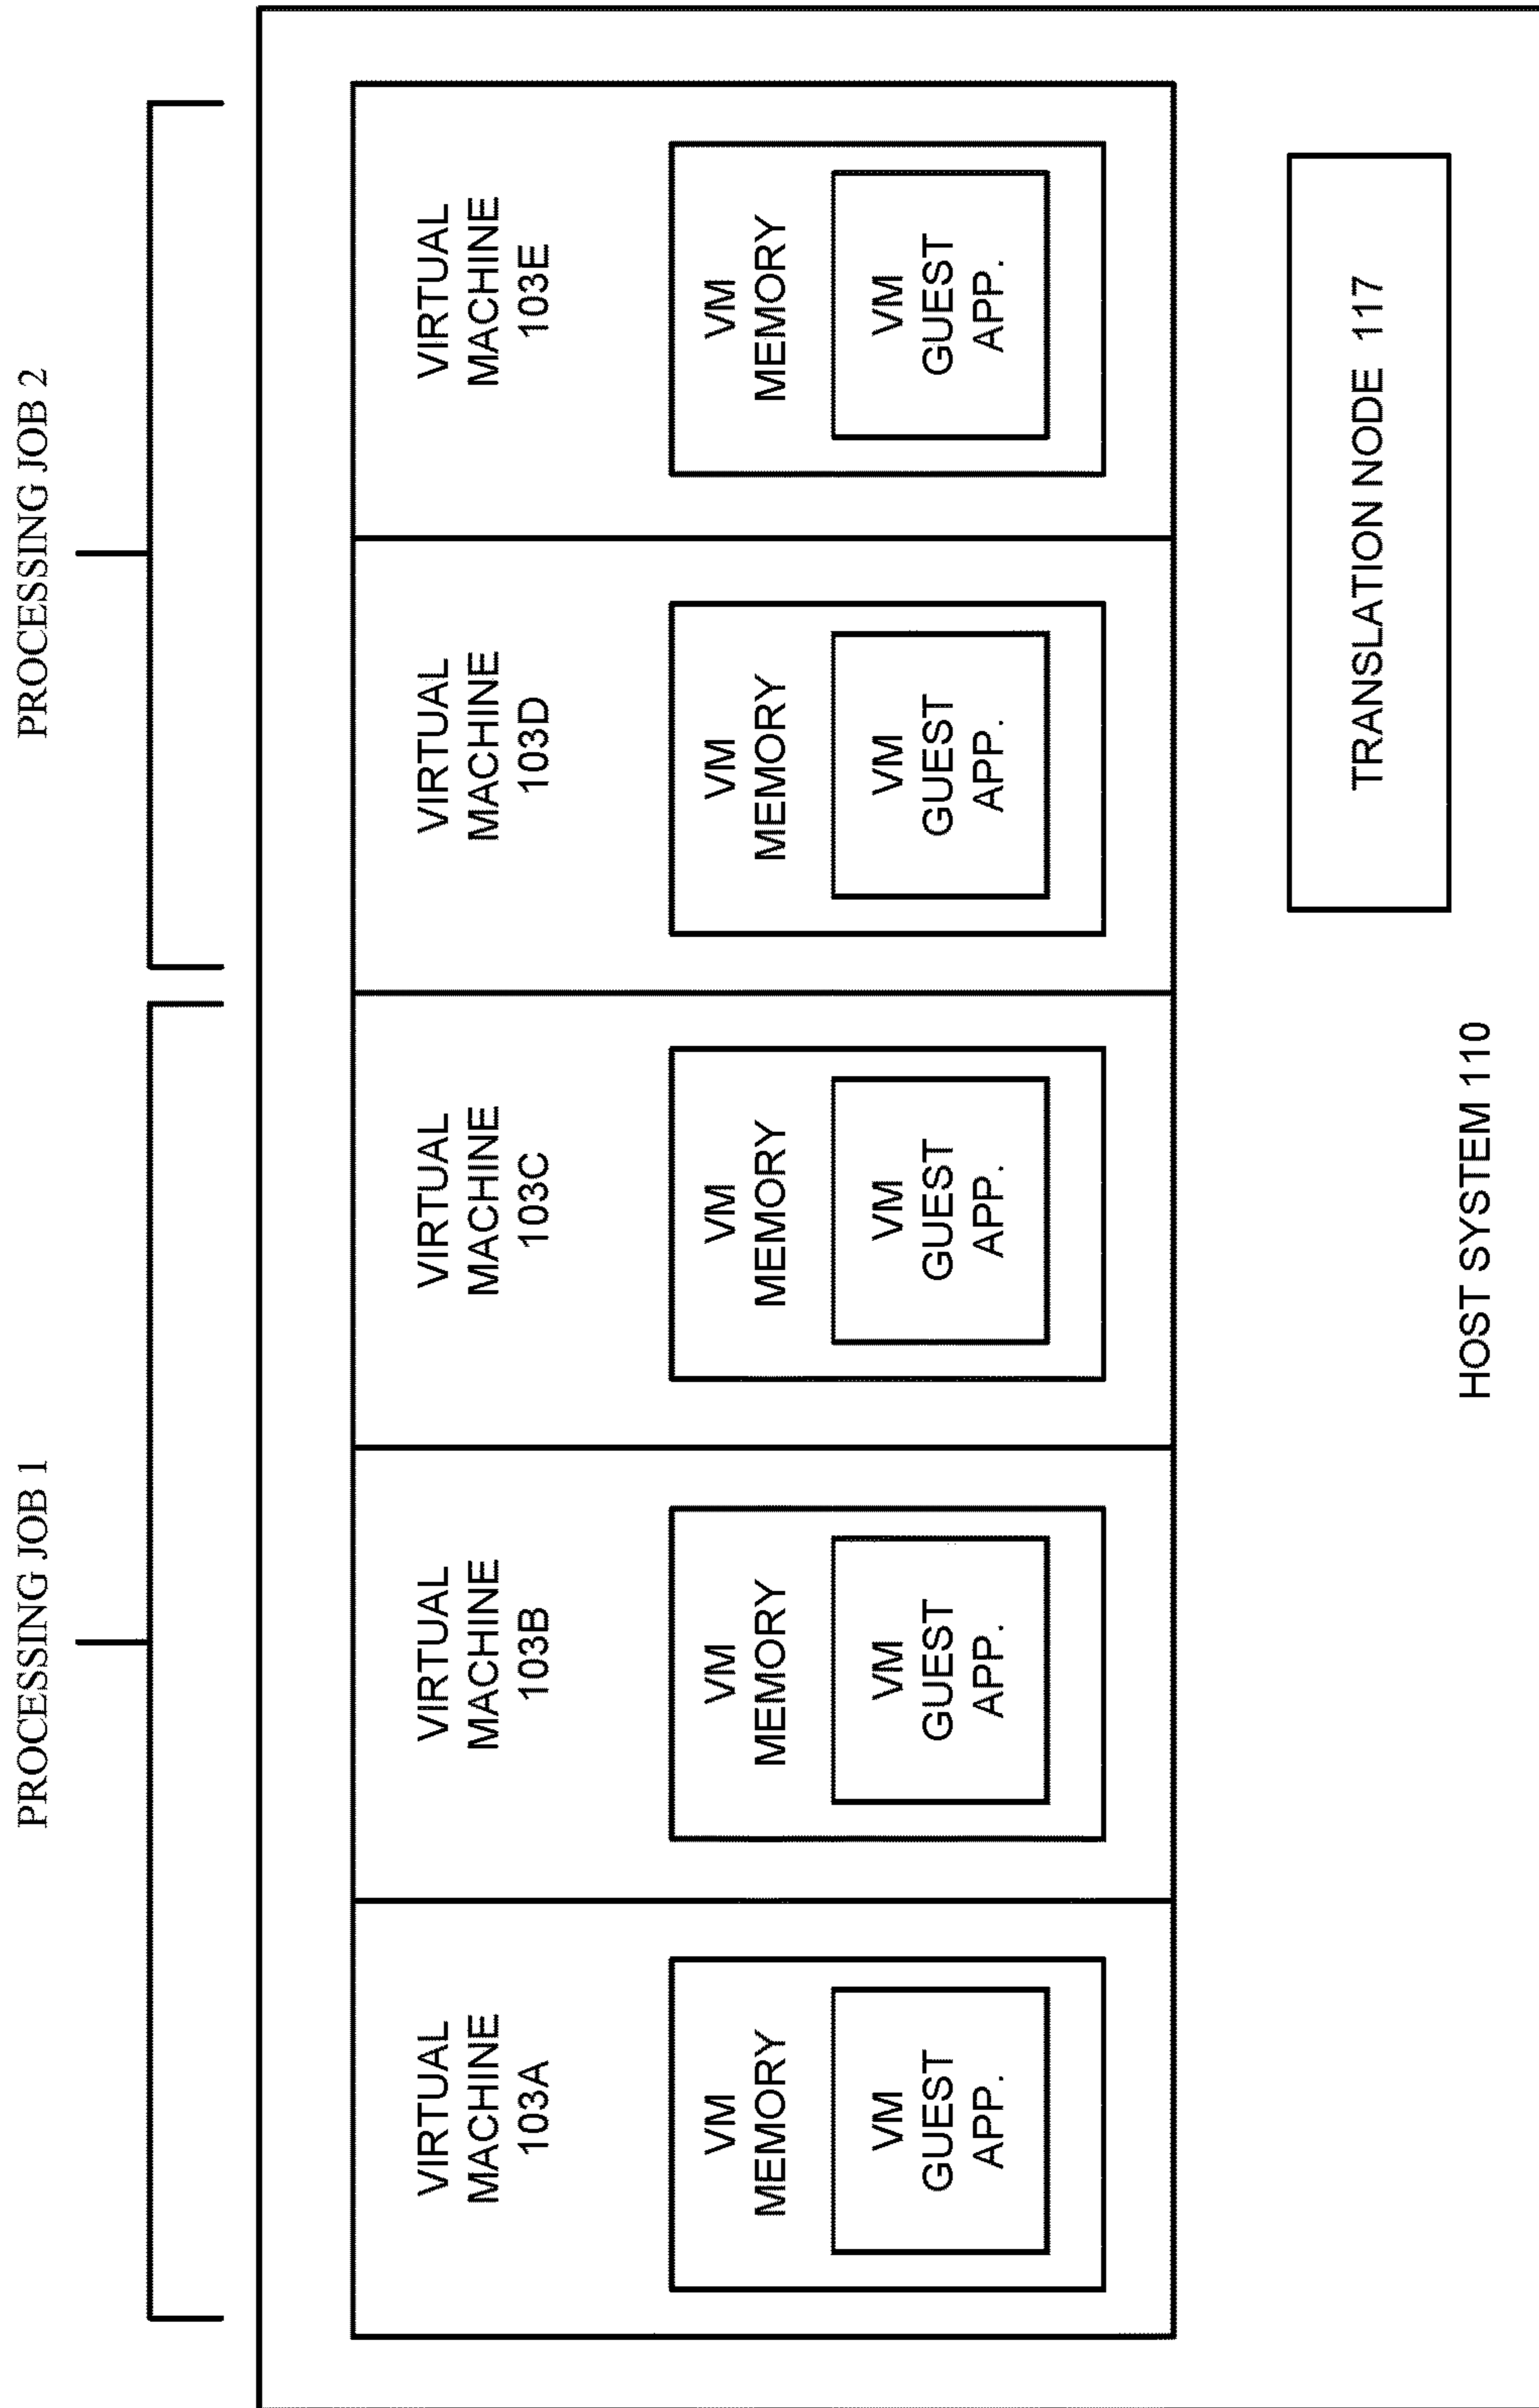 PROCESSING JOB 1
PROCESSING JOB 2
VIRTUAL
MACHINE
103A
VM
MEMORY
VM
GUEST
APP.
VIRTUAL
MACHINE
103B
VM
MEMORY
VM
GUEST
APP.
VIRTUAL
MACHINE
103C
VM
MEMORY
VM
GUEST
APP.
VIRTUAL
MACHINE
103D
VM
MEMORY
VM
GUEST
APP.
VIRTUAL
MACHINE
103E
VM
MEMORY
VM
GUEST
APP.
TRANSLATION NODE 117
HOST SYSTEM 110